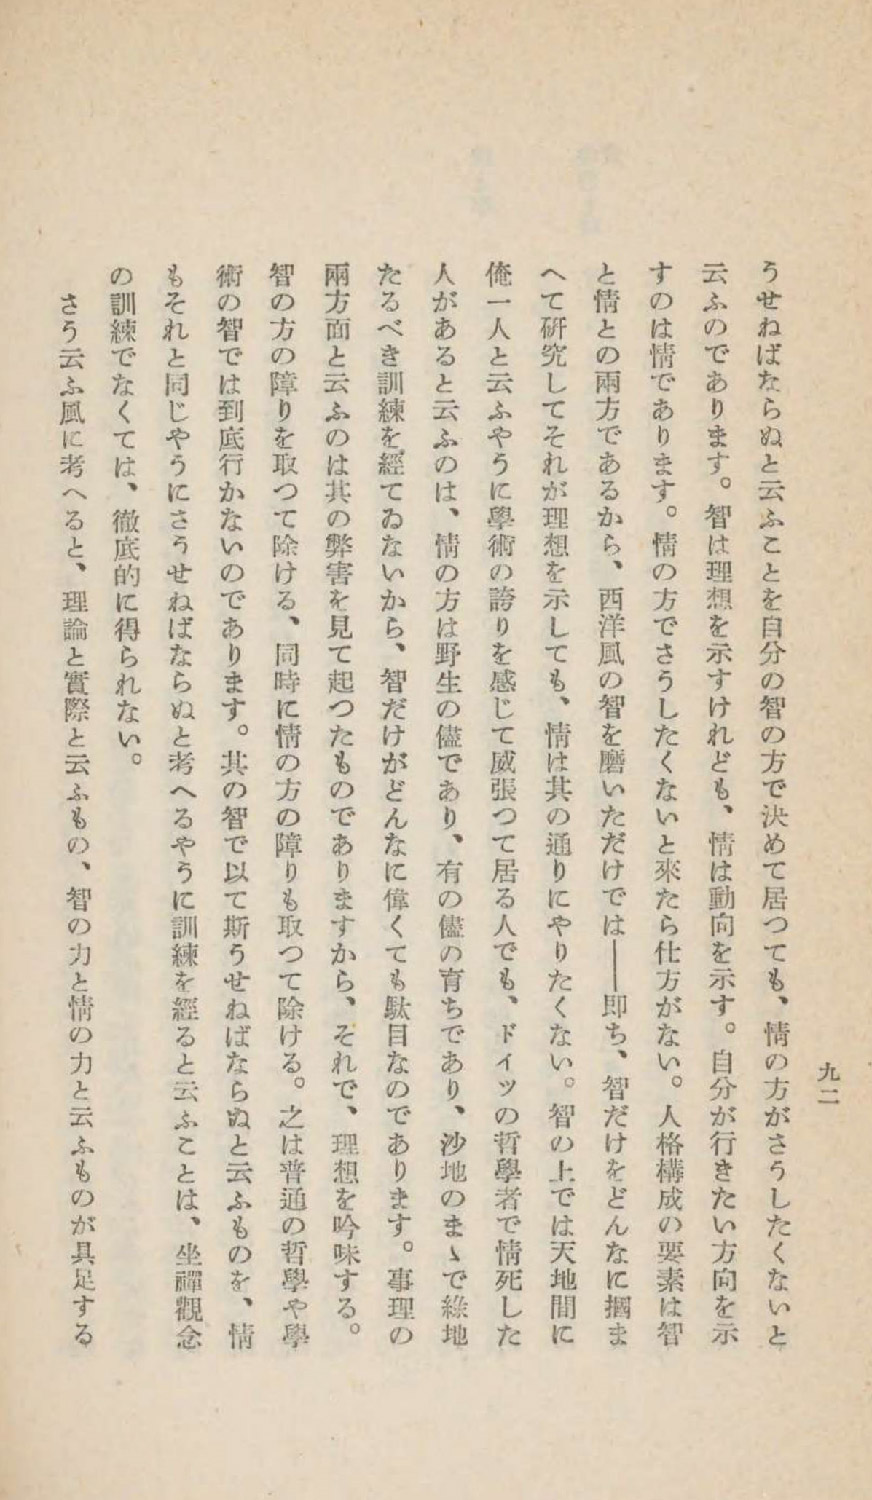 九二
うせねばならぬと云ふことを自分の智の方で決めて居つても、情の方がさうしたくないと
云ふのであります。智は理想を示すけれども、情は動向を示す。自分が行きたい方向を示
すのは情であります。情の方でさうしたくないと來たら仕方がない。人格構成の要素は智
と情との兩方であるから、西洋風の智を磨いただけでは――即ち、智だけをどんなに摑ま
へて研究してそれが理想を示しても、情は其の通りにやりたくない。智の上では天地間に
俺一人と云ふやうに學術の誇りを感じて威張つて居る人でも、ドイツの哲學者で情死した
人があると云ふのは、情の方は野生の儘であり、有の儘の育ちであり、沙地のまゝで綠地
たるべき訓練を經てゐないから、智だけがどんなに偉くても駄目なのであります。事理の
兩方面と云ふのは其の弊害を見て起つたものでありますから、それで、理想を吟味する。
智の方の障りを取つて除ける、同時に情の方の障りも取つて除ける。之は普通の哲學や學
術の智では到底行かないのであります。其の智で以て斯うせねばならぬと云ふものを、情
もそれと同じやうにさうせねばならぬと考へるやうに訓練を經ると云ふことは、坐禪觀念
の訓練でなくては、徹底的に得られない。
さう云ふ風に考へると、理論と實際と云ふもの、智の力と情の力と云ふものが具足する